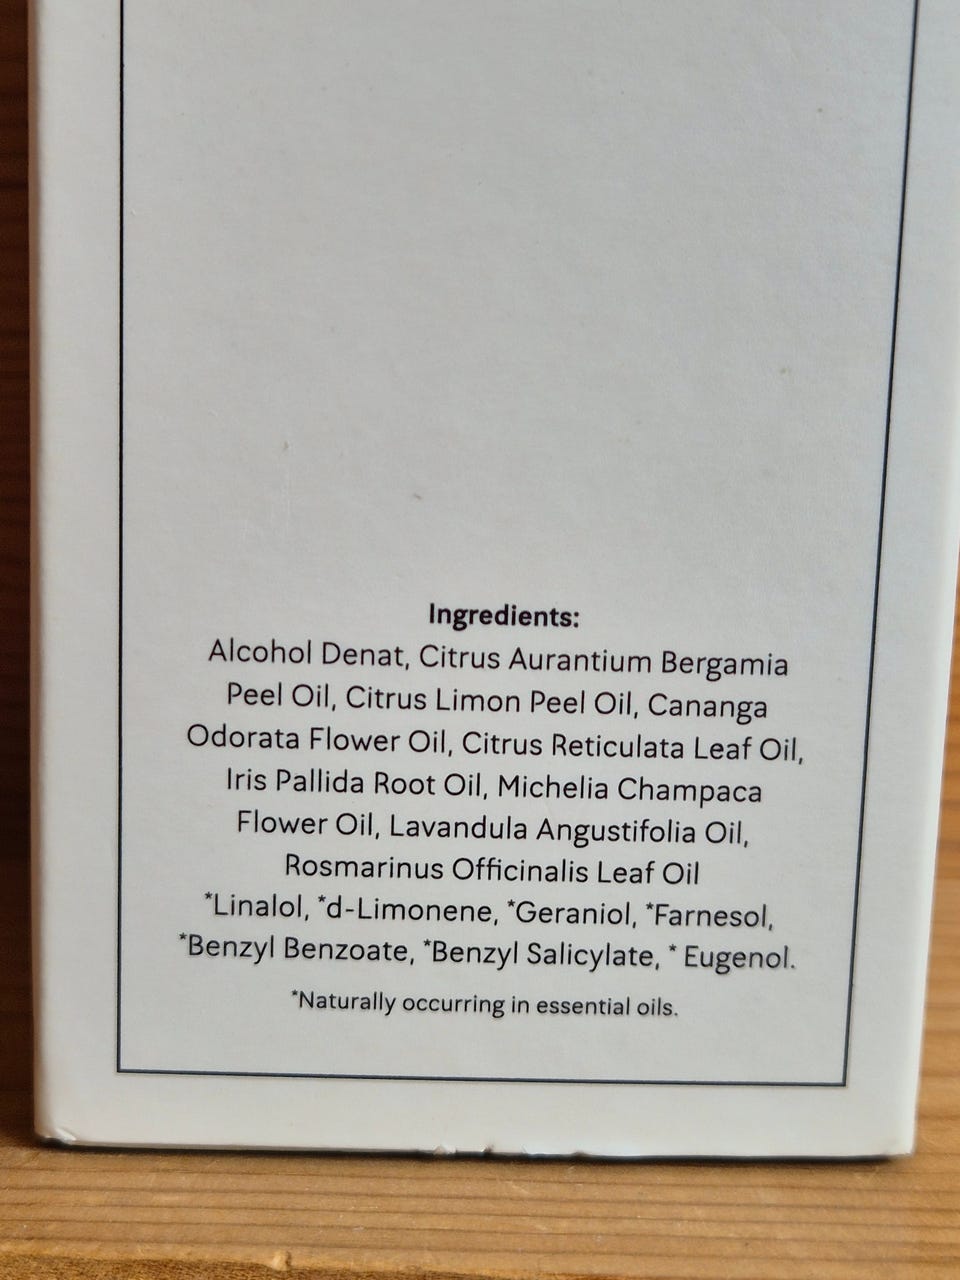 Ingredients:
Alcohol Denat, Citrus Aurantium Bergamia
Peel Oil, Citrus Limon Peel Oil, Cananga
Odorata Flower Oil, Citrus Reticulata Leaf Oil,
Iris Pallida Root Oil, Michelia Champaca
Flower Oil, Lavandula Angustifolia Oil,
Rosmarinus Officinalis Leaf Oil
*Linalol, *d-Limonene, *Geraniol, *Farnesol,
*Benzyl Benzoate, *Benzyl Salicylate, * Eugenol.
*Naturally occurring in essential oils.